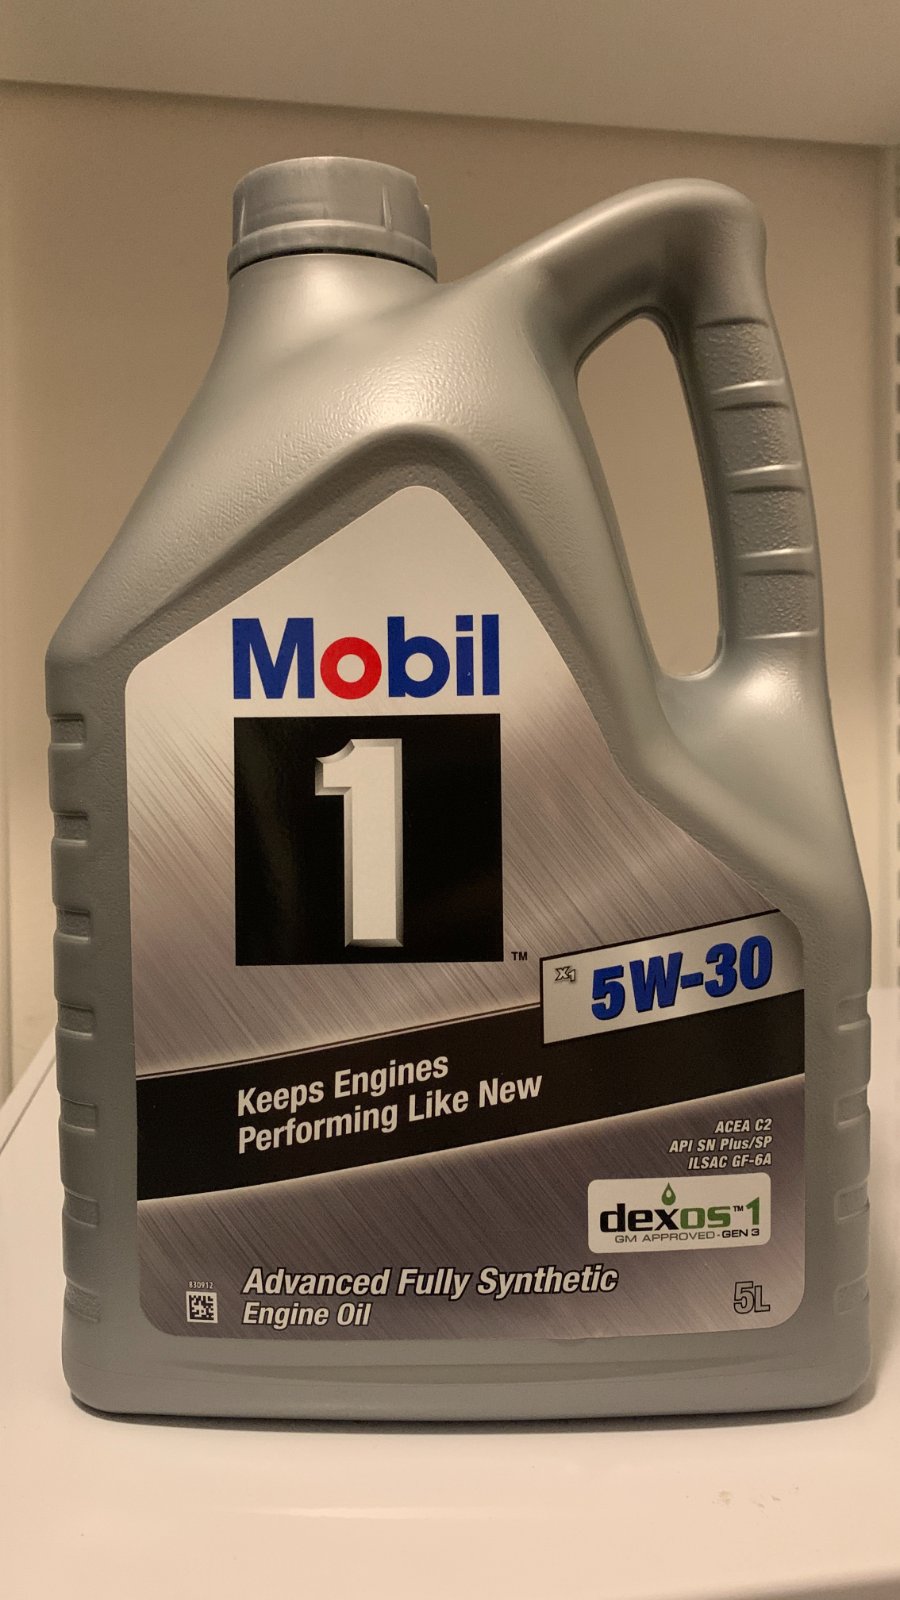 Mobil
1
™
X1
5W-30
Keeps Engines
Performing Like New
ACEA C2
API SN Plus/SP
ILSAC GF-6A
dexos™1
GM APPROVED-GEN 3
830912
Advanced Fully Synthetic
Engine Oil
5L